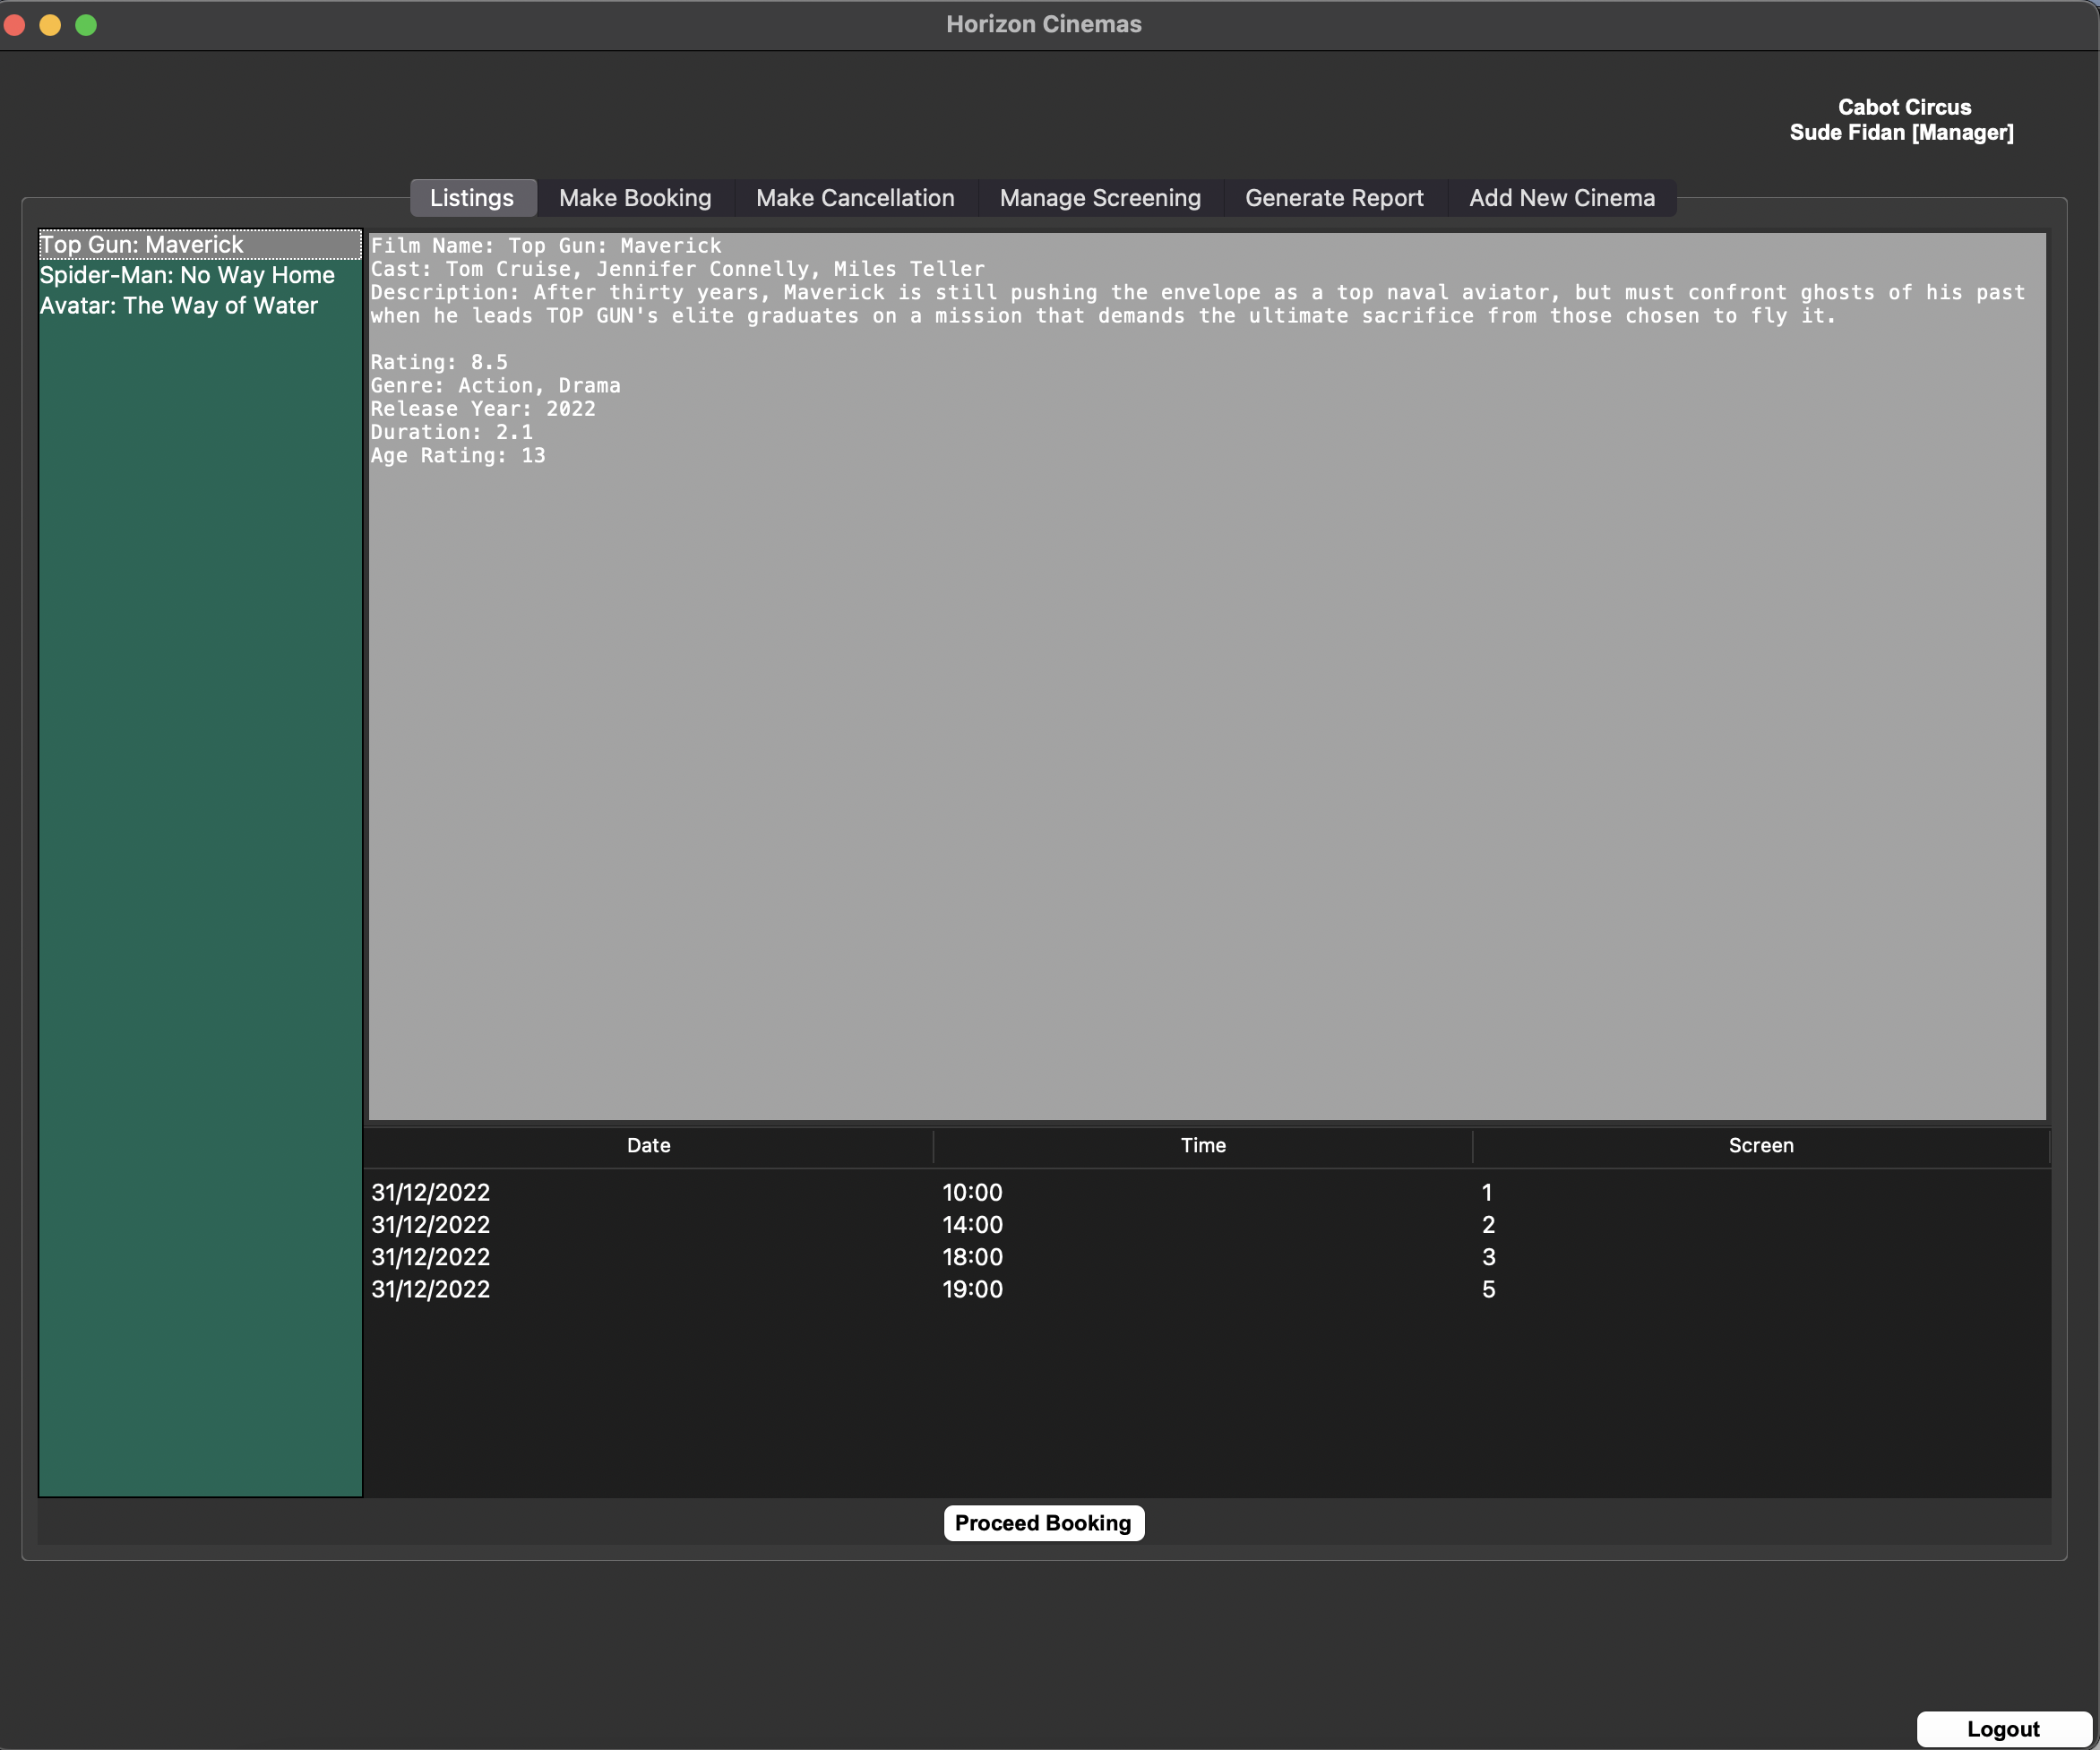 Horizon Cinemas
Cabot Circus
Sude Fidan [Manager]
Listings Make Booking Make Cancellation Manage Screening Generate Report Add New Cinema
Top Gun: Maverick
Spider-Man: No Way Home
Avatar: The Way of Water
Film Name: Top Gun: Maverick
Cast: Tom Cruise, Jennifer Connelly, Miles Teller
Description: After thirty years, Maverick is still pushing the envelope as a top naval aviator, but must confront ghosts of his past
when he leads TOP GUN's elite graduates on a mission that demands the ultimate sacrifice from those chosen to fly it.
Rating: 8.5
Genre: Action, Drama
Release Year: 2022
Duration: 2.1
Age Rating: 13
Date Time Screen
31/12/2022 10:00 1
31/12/2022 14:00 2
31/12/2022 18:00 3
31/12/2022 19:00 5
Proceed Booking
Logout